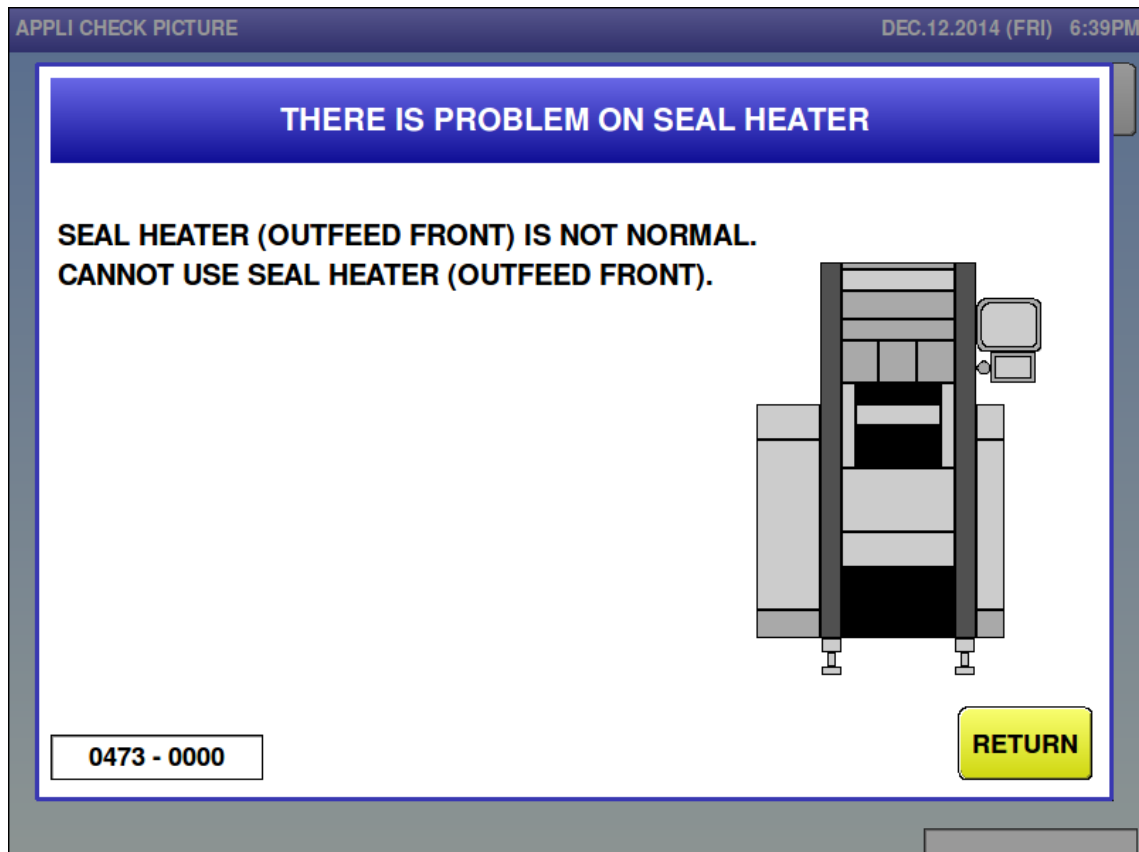 APPLI CHECK PICTURE DEC.12.2014 (FRI) 6:39PM
THERE IS PROBLEM ON SEAL HEATER
SEAL HEATER (OUTFEED FRONT) IS NOT NORMAL.
CANNOT USE SEAL HEATER (OUTFEED FRONT).
RETURN
0473 - 0000